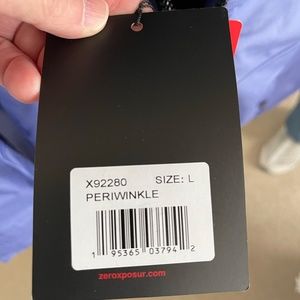 X92280 SIZE: L
PERIWINKLE
1 95365 03794 2
zeroxposur.com